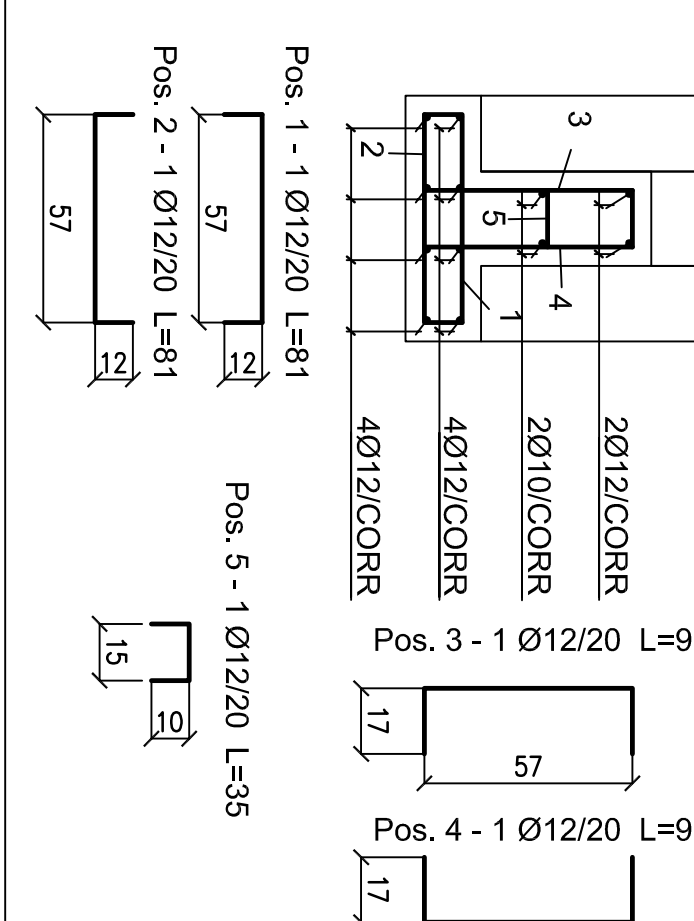 3
2
5
4
1
2Ø12/CORR
2Ø10/CORR
4Ø12/CORR
4Ø12/CORR
Pos. 1 - 1 Ø12/20 L=81
57
12
Pos. 2 - 1 Ø12/20 L=81
57
12
Pos. 3 - 1 Ø12/20 L=9
17
57
Pos. 4 - 1 Ø12/20 L=9
17
Pos. 5 - 1 Ø12/20 L=35
15
10